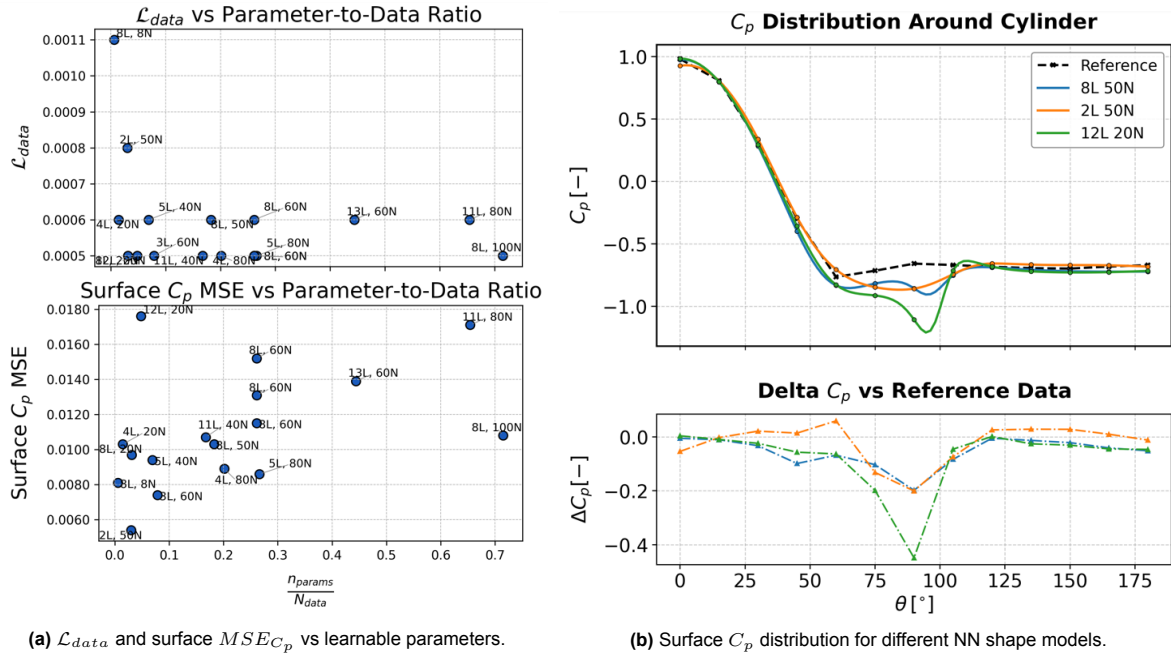 ℒ_data vs Parameter-to-Data Ratio
ℒ_data
0.0011
0.0010
0.0009
0.0008
0.0007
0.0006
0.0005
8L, 8N
2L, 50N
4L, 20N
5L, 40N
8L, 50N
8L, 60N
13L, 60N
11L, 80N
3L, 60N
11L, 40N
4L, 80N
5L, 80N
8L, 60N
8L, 100N
Surface C_p MSE vs Parameter-to-Data Ratio
Surface C_p MSE
0.0180
0.0160
0.0140
0.0120
0.0100
0.0080
0.0060
12L, 20N
11L, 80N
8L, 60N
13L, 60N
8L, 60N
8L, 60N
8L, 100N
11L, 40N
8L, 50N
4L, 20N
8L, 20N
5L, 40N
4L, 80N
5L, 80N
8L, 8N
3L, 60N
2L, 50N
0.0 0.1 0.2 0.3 0.4 0.5 0.6 0.7
n_params
N_data
(a) ℒ_data and surface MSE_{C_p} vs learnable parameters.
C_p Distribution Around Cylinder
C_p [−]
1.0
0.5
0.0
−0.5
−1.0
Reference
8L 50N
2L 50N
12L 20N
Delta C_p vs Reference Data
ΔC_p [−]
0.0
−0.2
−0.4
0 25 50 75 100 125 150 175
θ [°]
(b) Surface C_p distribution for different NN shape models.